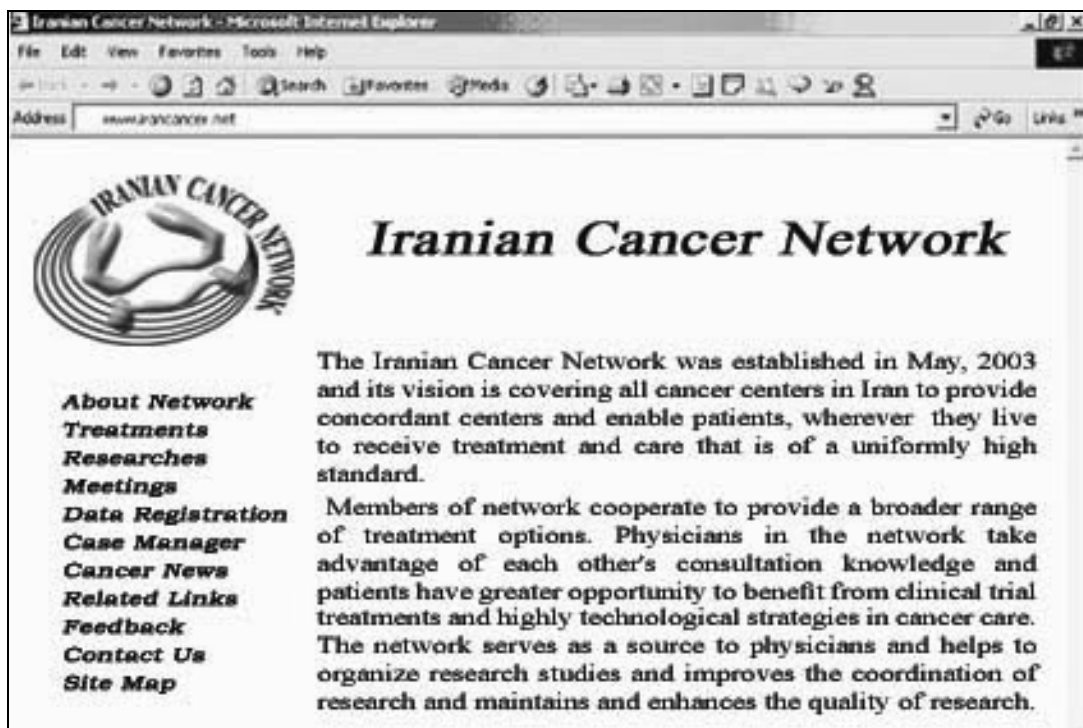 Iranian Cancer Network - Microsoft Internet Explorer
File Edit View Favorites Tools Help
Search Favorites Media
Address www.irancancer.net Go Links
IRANIAN CANCER NETWORK
Iranian Cancer Network
The Iranian Cancer Network was established in May, 2003
and its vision is covering all cancer centers in Iran to provide
concordant centers and enable patients, wherever they live
to receive treatment and care that is of a uniformly high
standard.
Members of network cooperate to provide a broader range
of treatment options. Physicians in the network take
advantage of each other's consultation knowledge and
patients have greater opportunity to benefit from clinical trial
treatments and highly technological strategies in cancer care.
The network serves as a source to physicians and helps to
organize research studies and improves the coordination of
research and maintains and enhances the quality of research.
About Network
Treatments
Researches
Meetings
Data Registration
Case Manager
Cancer News
Related Links
Feedback
Contact Us
Site Map